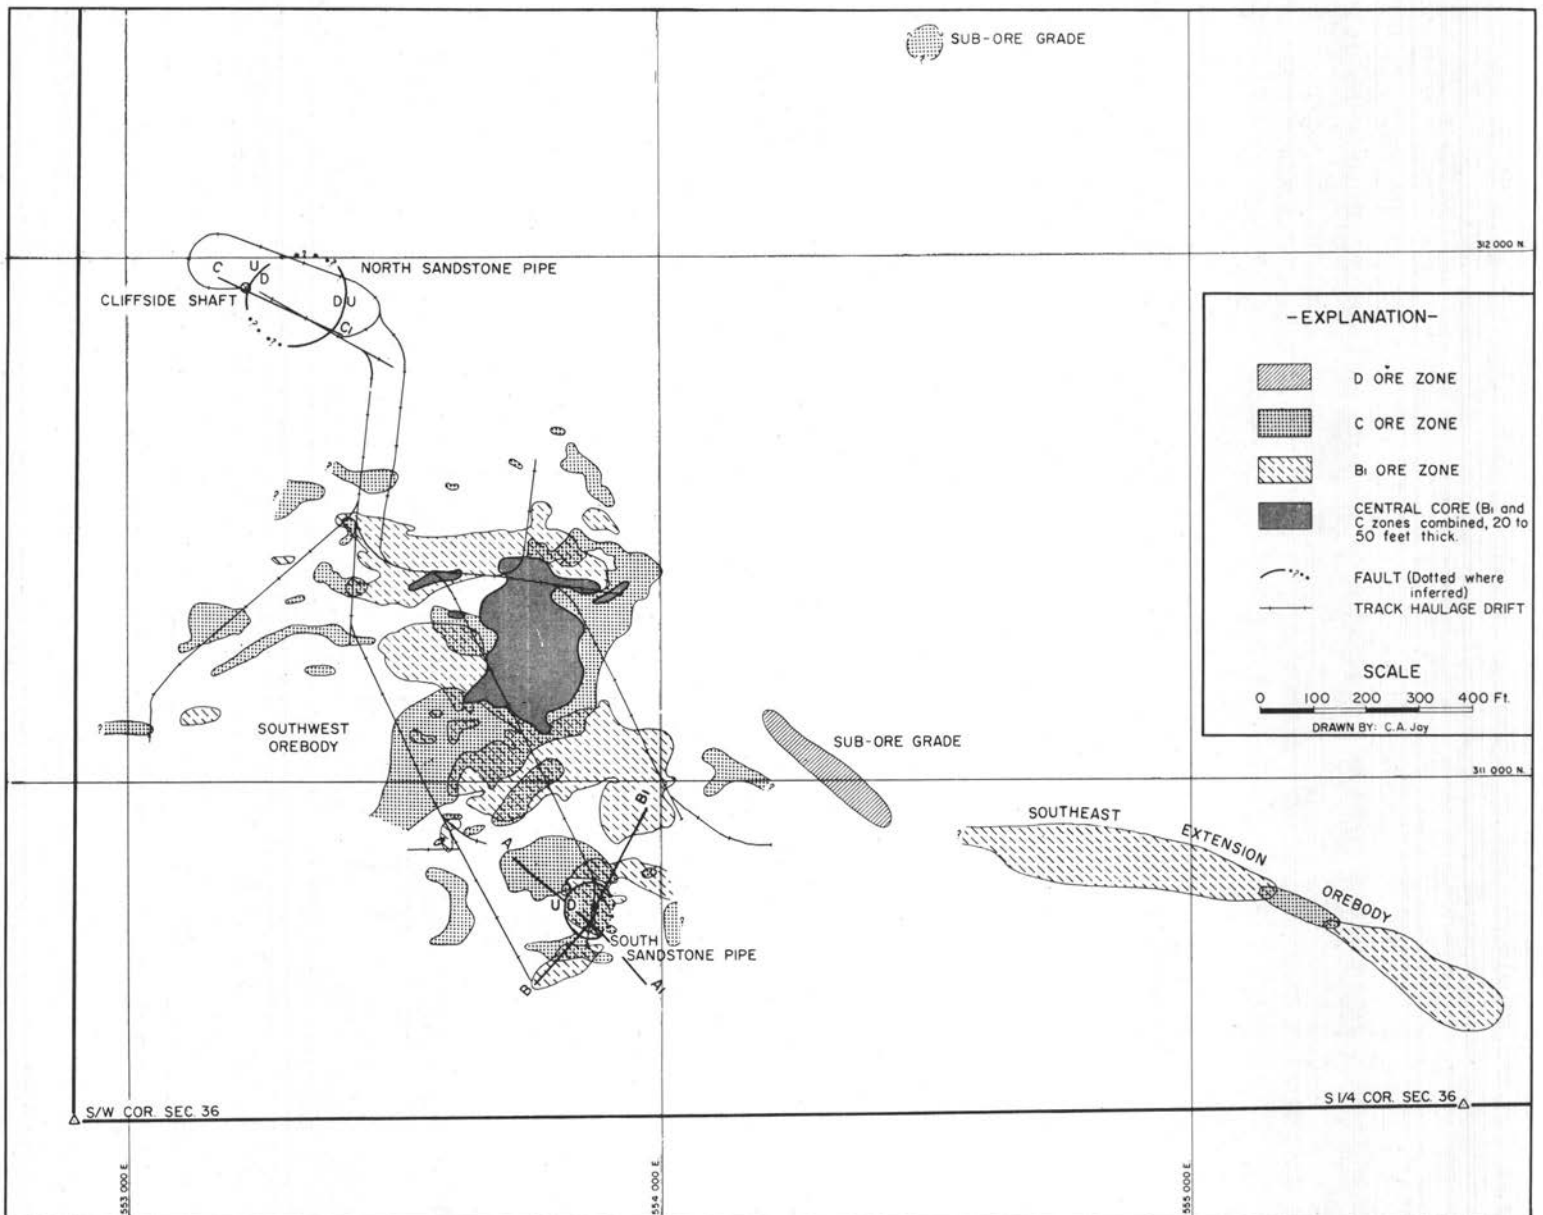 SUB-ORE GRADE
?
312 000 N.
C
U
D
?
?
NORTH SANDSTONE PIPE
CLIFFSIDE SHAFT
D U
C1
?
?
-EXPLANATION-
D ORE ZONE
C ORE ZONE
B1 ORE ZONE
CENTRAL CORE (B1 and
C zones combined, 20 to
50 feet thick.
?
FAULT (Dotted where
inferred)
TRACK HAULAGE DRIFT
SCALE
0 100 200 300 400 Ft.
DRAWN BY: C.A. Jay
?
?
?
SOUTHWEST
OREBODY
SUB-ORE GRADE
?
311 000 N.
B1
SOUTHEAST
EXTENSION
OREBODY
?
A
U D
?
SOUTH
SANDSTONE PIPE
B
A1
S/W COR. SEC. 36
S 1/4 COR. SEC. 36
553 000 E.
554 000 E.
555 000 E.